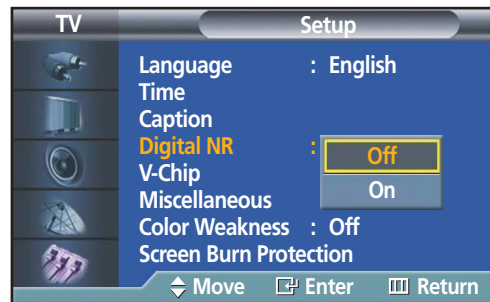 TV Setup
Language : English
Time
Caption
Digital NR : Off
On
V-Chip
Miscellaneous
Color Weakness : Off
Screen Burn Protection
Move Enter Return